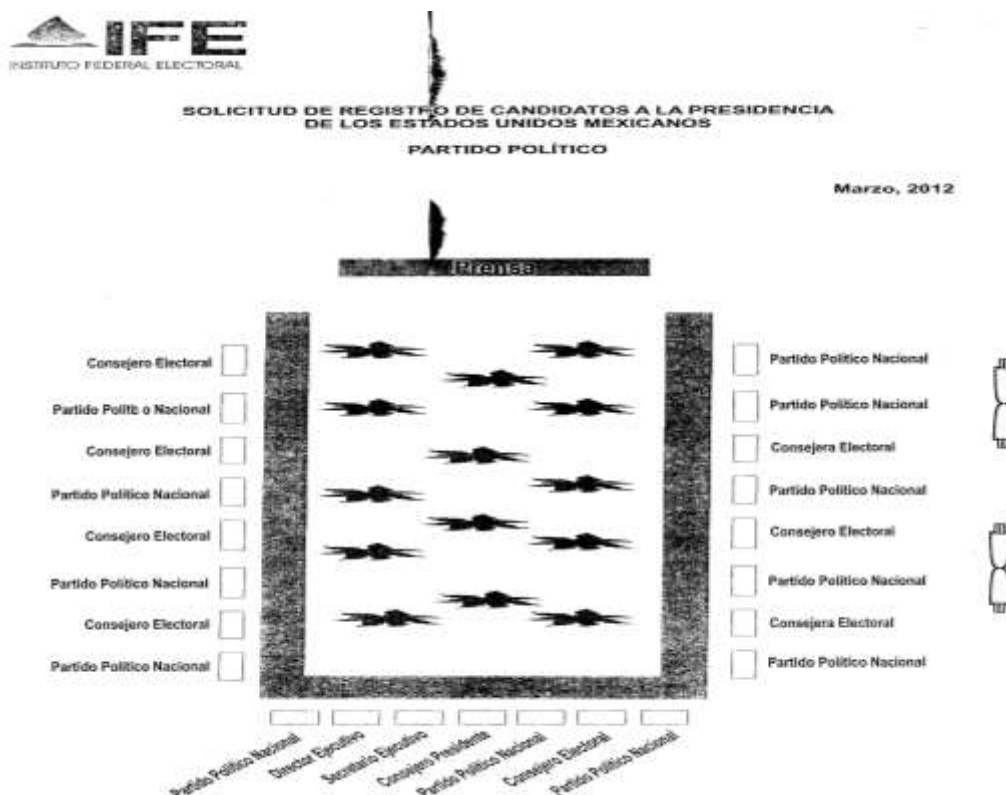 IFE
INSTITUTO FEDERAL ELECTORAL
SOLICITUD DE REGISTRO DE CANDIDATOS A LA PRESIDENCIA
DE LOS ESTADOS UNIDOS MEXICANOS
PARTIDO POLÍTICO
Marzo, 2012
Prensa
Consejero Electoral
Partido Polític o Nacional
Consejero Electoral
Partido Político Nacional
Consejero Electoral
Partido Político Nacional
Consejero Electoral
Partido Político Nacional
Partido Político Nacional
Partido Político Nacional
Consejera Electoral
Partido Político Nacional
Consejero Electoral
Partido Político Nacional
Consejera Electoral
Partido Político Nacional
Partido Político Nacional
Director Ejecutivo
Secretario Ejecutivo
Consejero Presidente
Partido Político Nacional
Consejero Electoral
Partido Político Nacional